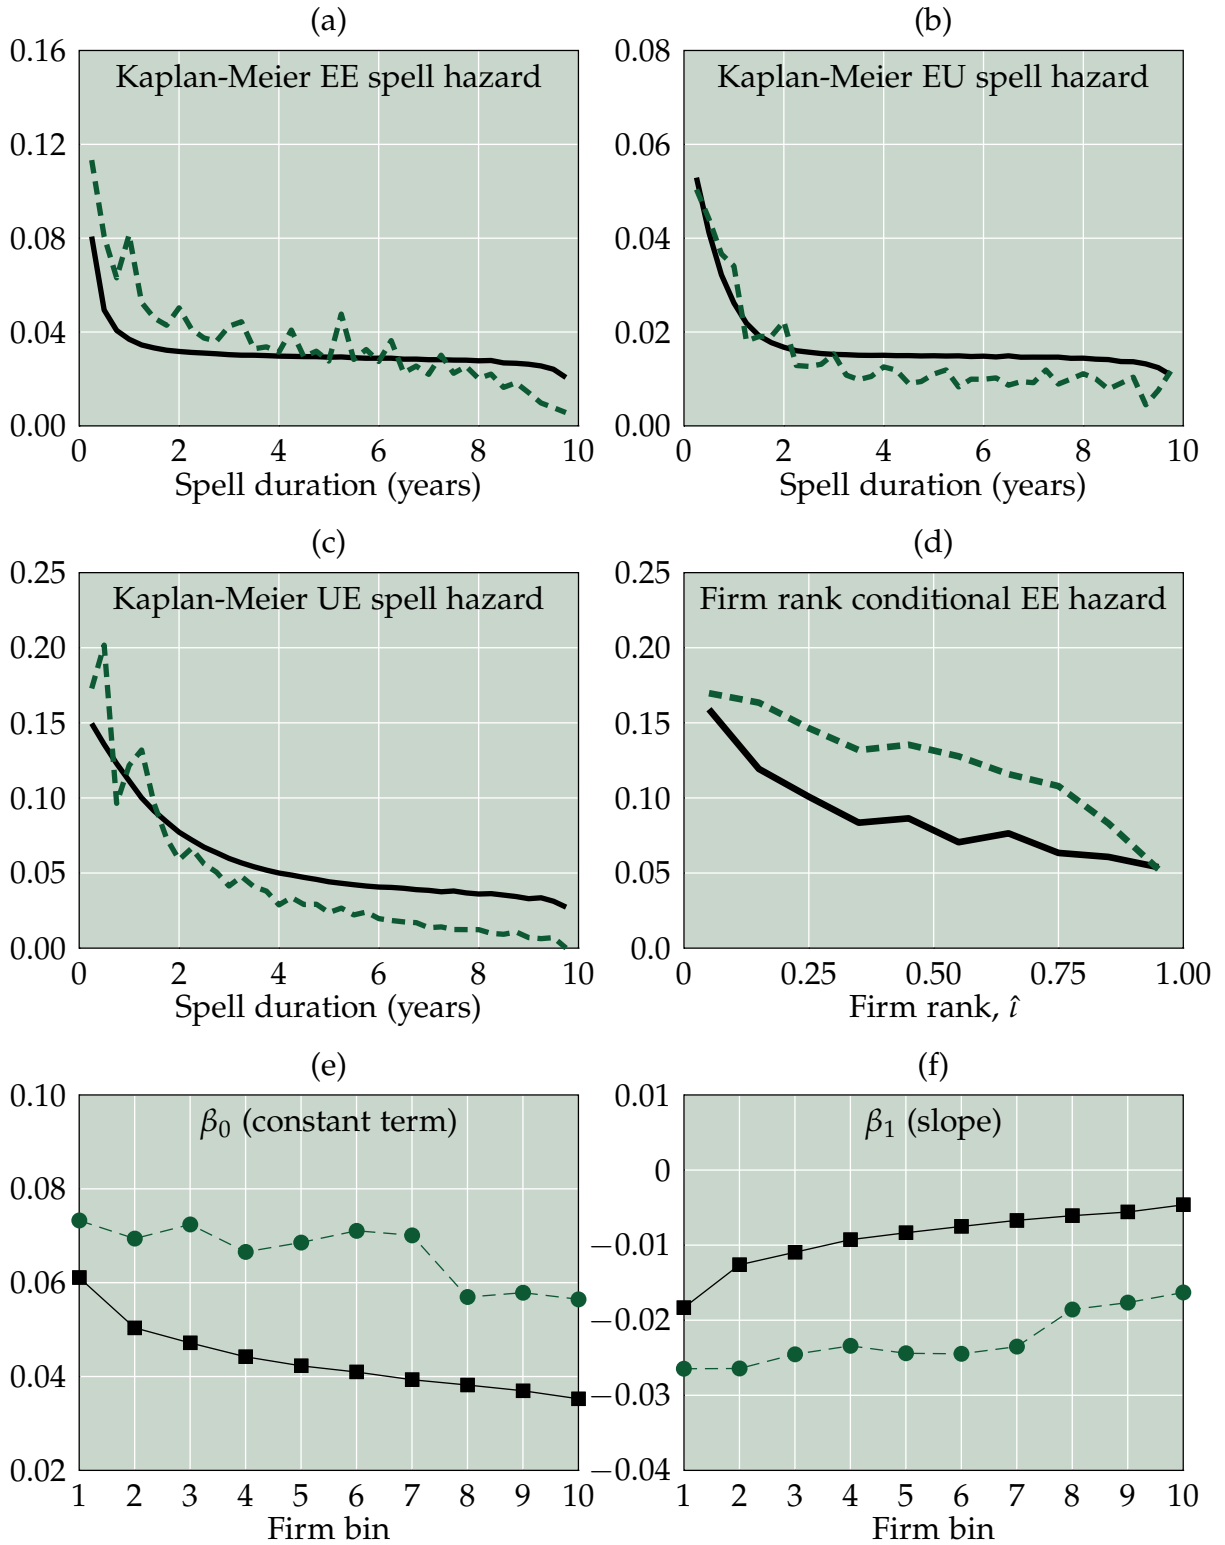 (a)
Kaplan-Meier EE spell hazard
0.16
0.12
0.08
0.04
0.00
0 2 4 6 8 10
Spell duration (years)
(b)
Kaplan-Meier EU spell hazard
0.08
0.06
0.04
0.02
0.00
0 2 4 6 8 10
Spell duration (years)
(c)
Kaplan-Meier UE spell hazard
0.25
0.20
0.15
0.10
0.05
0.00
0 2 4 6 8 10
Spell duration (years)
(d)
Firm rank conditional EE hazard
0.25
0.20
0.15
0.10
0.05
0.0
0 0.25 0.50 0.75 1.00
Firm rank, î
(e)
β₀ (constant term)
0.10
0.08
0.06
0.04
0.02
1 2 3 4 5 6 7 8 9 10
Firm bin
(f)
β₁ (slope)
0.01
0
−0.01
−0.02
−0.03
−0.04
1 2 3 4 5 6 7 8 9 10
Firm bin